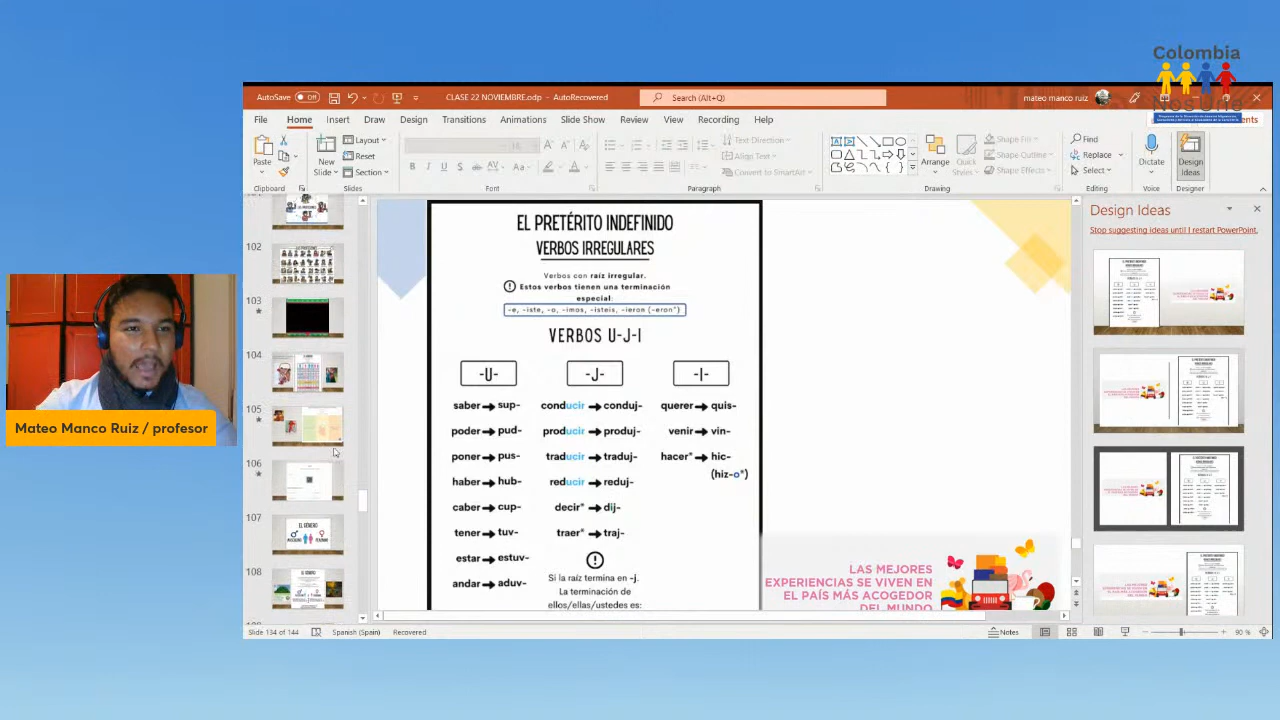 Colombia
Nos Une
AutoSave Off
CLASE 22 NOVIEMBRE.odp - AutoRecovered
Search (Alt+Q)
mateo manco ruiz
File Home Insert Draw Design Transitions Animations Slide Show Review View Recording Help
Paste
New
Slide
Layout
Reset
Section
Text Direction
Align Text
Convert to SmartArt
Arrange
Quick
Styles
Shape Fill
Shape Outline
Shape Effects
Find
Replace
Select
Dictate
Design
Ideas
Clipboard Slides Font Paragraph Drawing Editing Voice Designer
102
103
104
105
106
107
EL GÉNERO
108
EL PRETÉRITO INDEFINIDO
VERBOS IRREGULARES
Verbos con raíz irregular.
! Estos verbos tienen una terminación
especial:
-e, -iste, -o, -imos, -isteis, -ieron (-eron*)
VERBOS U-J-I
-U -J- -I-
saber→sup- conducir→conduj- querer→quis-
poder→pud- producir→produj- venir→vin-
poner→pus- traducir→traduj- hacer*→hic-
(hiz-o*)
haber→hub- reducir→reduj-
caber→cup- decir*→dij-
tener→tuv- traer*→traj-
estar→estuv- !
andar→aduv- Si la raíz termina en -j.
La terminación de
ellos/ellas/ustedes es:
LAS MEJORES
EXPERIENCIAS SE VIVEN EN
EL PAÍS MÁS ACOGEDOR
DEL MUNDO
Design Ideas
Stop suggesting ideas until I restart PowerPoint.
Mateo Manco Ruiz / profesor
Slide 134 of 144 Spanish (Spain) Recovered Notes 90 %